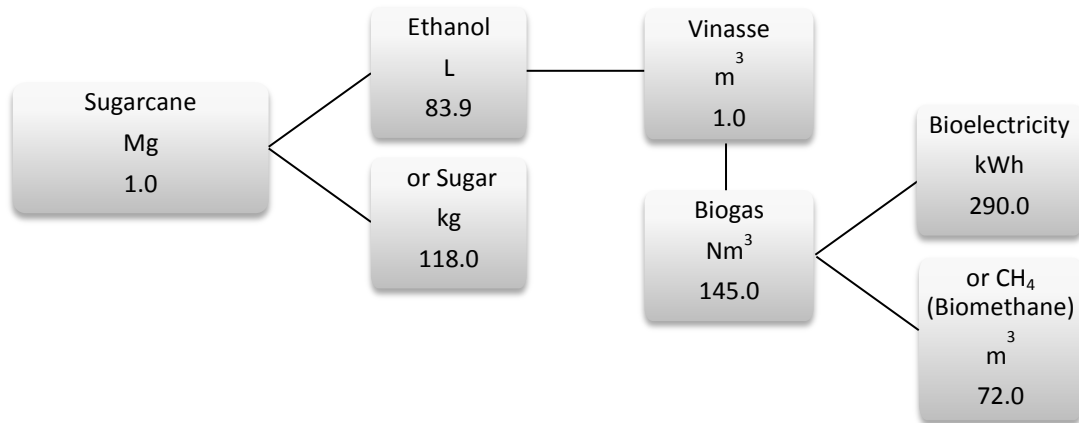 Sugarcane
Mg
1.0
Ethanol
L
83.9
or Sugar
kg
118.0
Vinasse
m³
1.0
Biogas
Nm³
145.0
Bioelectricity
kWh
290.0
or CH₄
(Biomethane)
m³
72.0